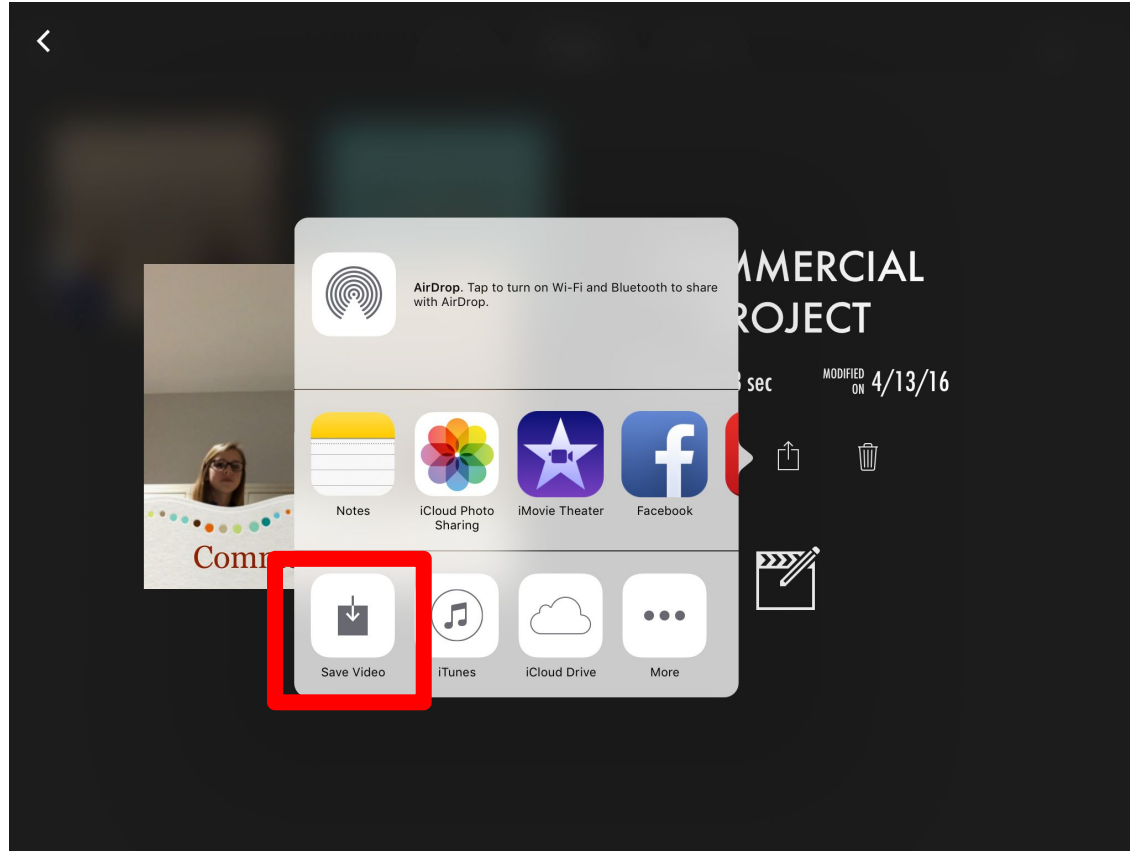 AirDrop. Tap to turn on Wi-Fi and Bluetooth to share
with AirDrop.
MMERCIAL
ROJECT
sec
MODIFIED
ON 4/13/16
Notes
iCloud Photo
Sharing
iMovie Theater
Facebook
Comm
Save Video
iTunes
iCloud Drive
More